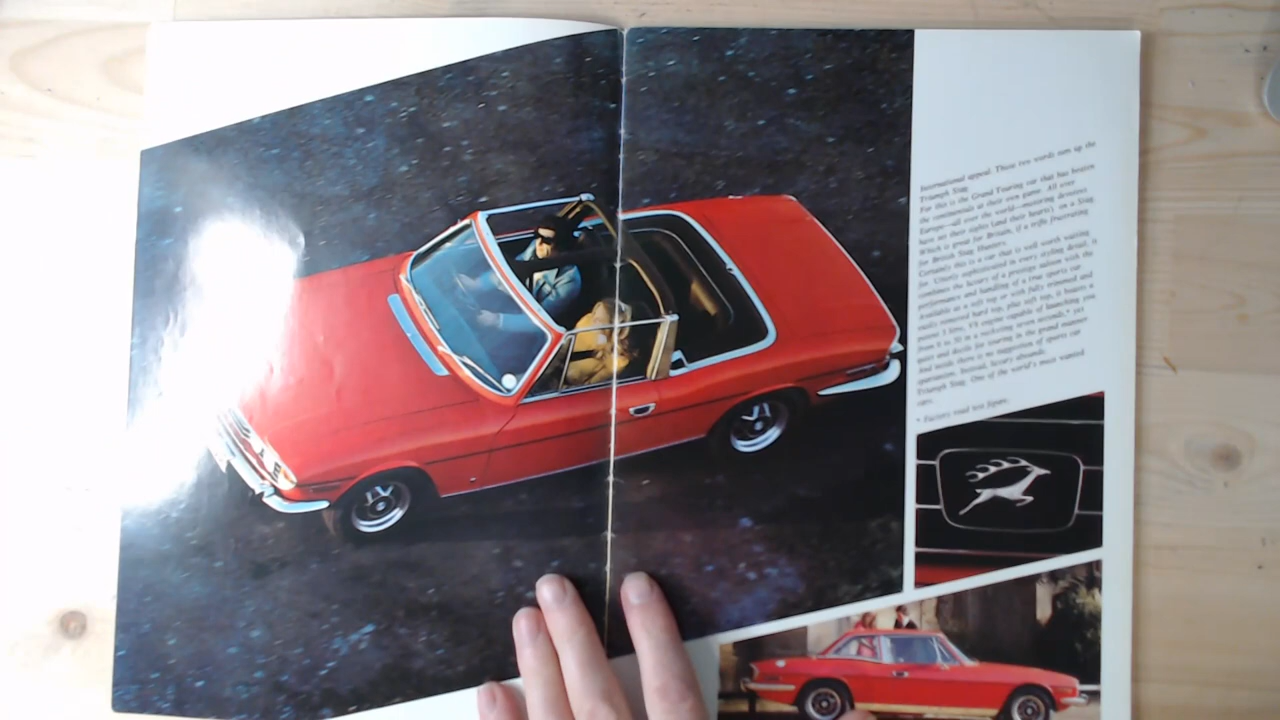 International appeal. Those two words sum up the
Triumph Stag.
For this is the Grand Touring car that has beaten
the continentals at their own game. All over
Europe—all over the world—motoring devotees
have set their sights (and their hearts!) on a Stag.
Which is great for Britain, if a trifle frustrating
for British Stag Hunters.
Certainly this is a car that is well worth waiting
for. Utterly sophisticated in every styling detail, it
combines the luxury of a prestige saloon with the
performance and handling of a true sports car.
Available as a soft top or with fully trimmed and
easily removed hard top, plus soft top, it boasts a
potent 3 litre, V8 engine capable of launching you
from 0 to 50 in a rocketing seven seconds,* yet
quiet and docile for touring in the grand manner.
And inside there is no suggestion of sports car
spartanism. Instead, luxury abounds.
Triumph Stag. One of the world's most wanted
cars.
* Factory road test figure.